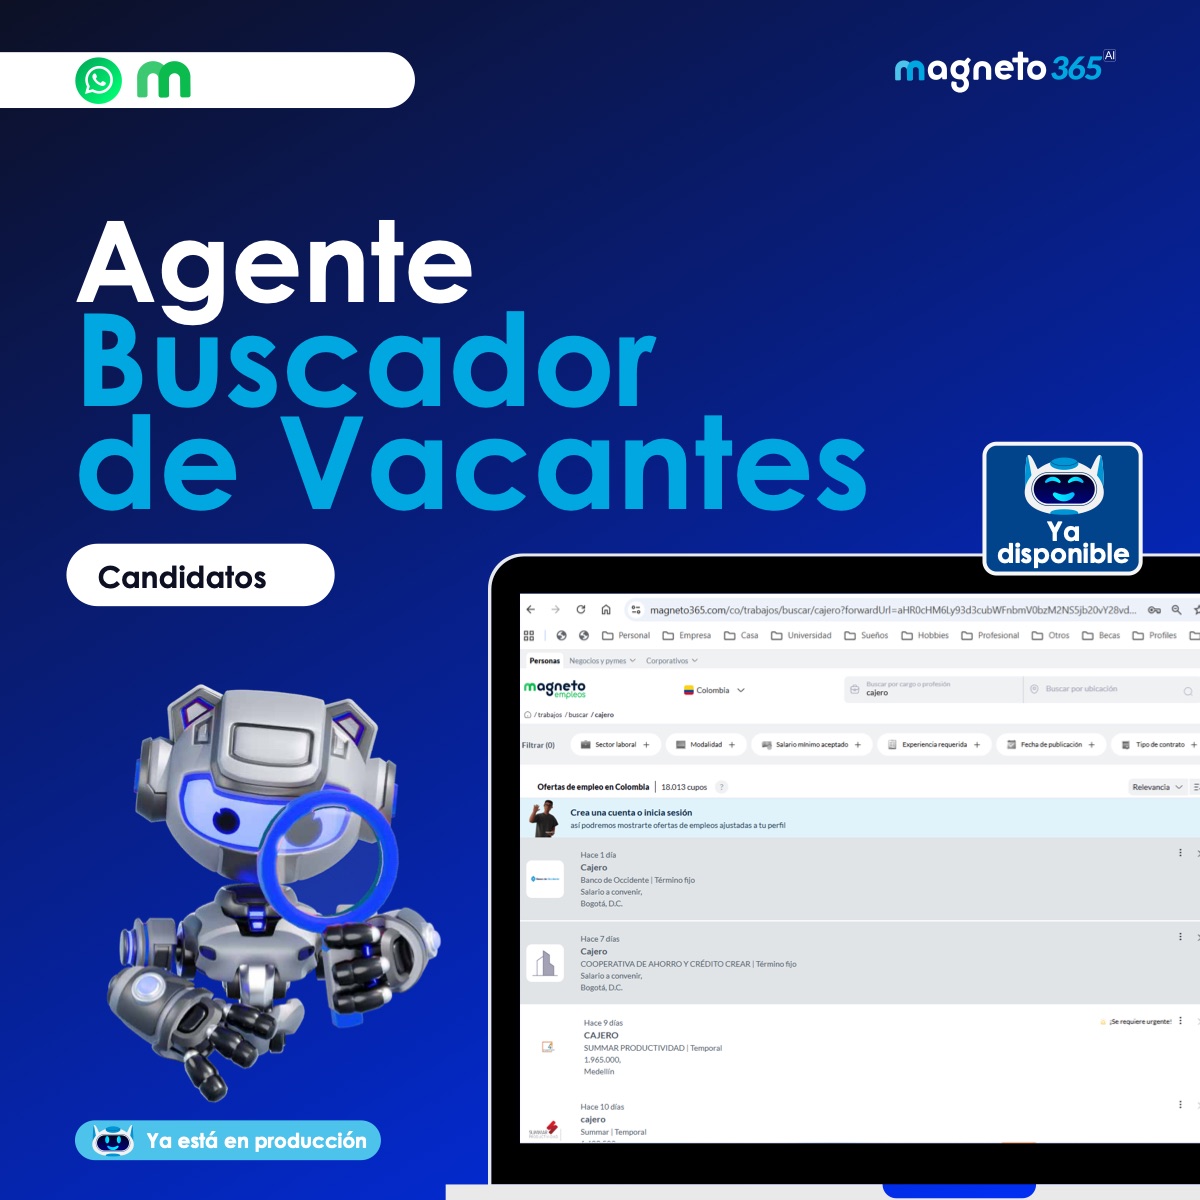 m
magneto 365 AI
Agente
Buscador
de Vacantes
Candidatos
Ya
disponible
magneto365.com/co/trabajos/buscar/cajero?forwardUrl=aHR0cHM6Ly93d3cubWFnbmV0bzM2NS5jb20vY28vd...
Personal Empresa Casa Universidad Sueños Hobbies Profesional Otros Becas Profiles
Personas Negocios y pymes Corporativos
magneto
empleos
Colombia
Buscar por cargo o profesión
cajero
Buscar por ubicación
/ trabajos / buscar / cajero
Filtrar (0) Sector laboral + Modalidad + Salario mínimo aceptado + Experiencia requerida + Fecha de publicación + Tipo de contrato +
Ofertas de empleo en Colombia | 18.013 cupos ? Relevancia
Crea una cuenta o inicia sesión
así podremos mostrarte ofertas de empleos ajustadas a tu perfil
Hace 1 día
Cajero
Banco de Occidente | Término fijo
Salario a convenir,
Bogotá, D.C.
Hace 7 días
Cajero
COOPERATIVA DE AHORRO Y CRÉDITO CREAR | Término fijo
Salario a convenir,
Bogotá, D.C.
Hace 9 días
¡Se requiere urgente!
CAJERO
SUMMAR PRODUCTIVIDAD | Temporal
1.965.000,
Medellín
Hace 10 días
cajero
Summar | Temporal
Ya está en producción